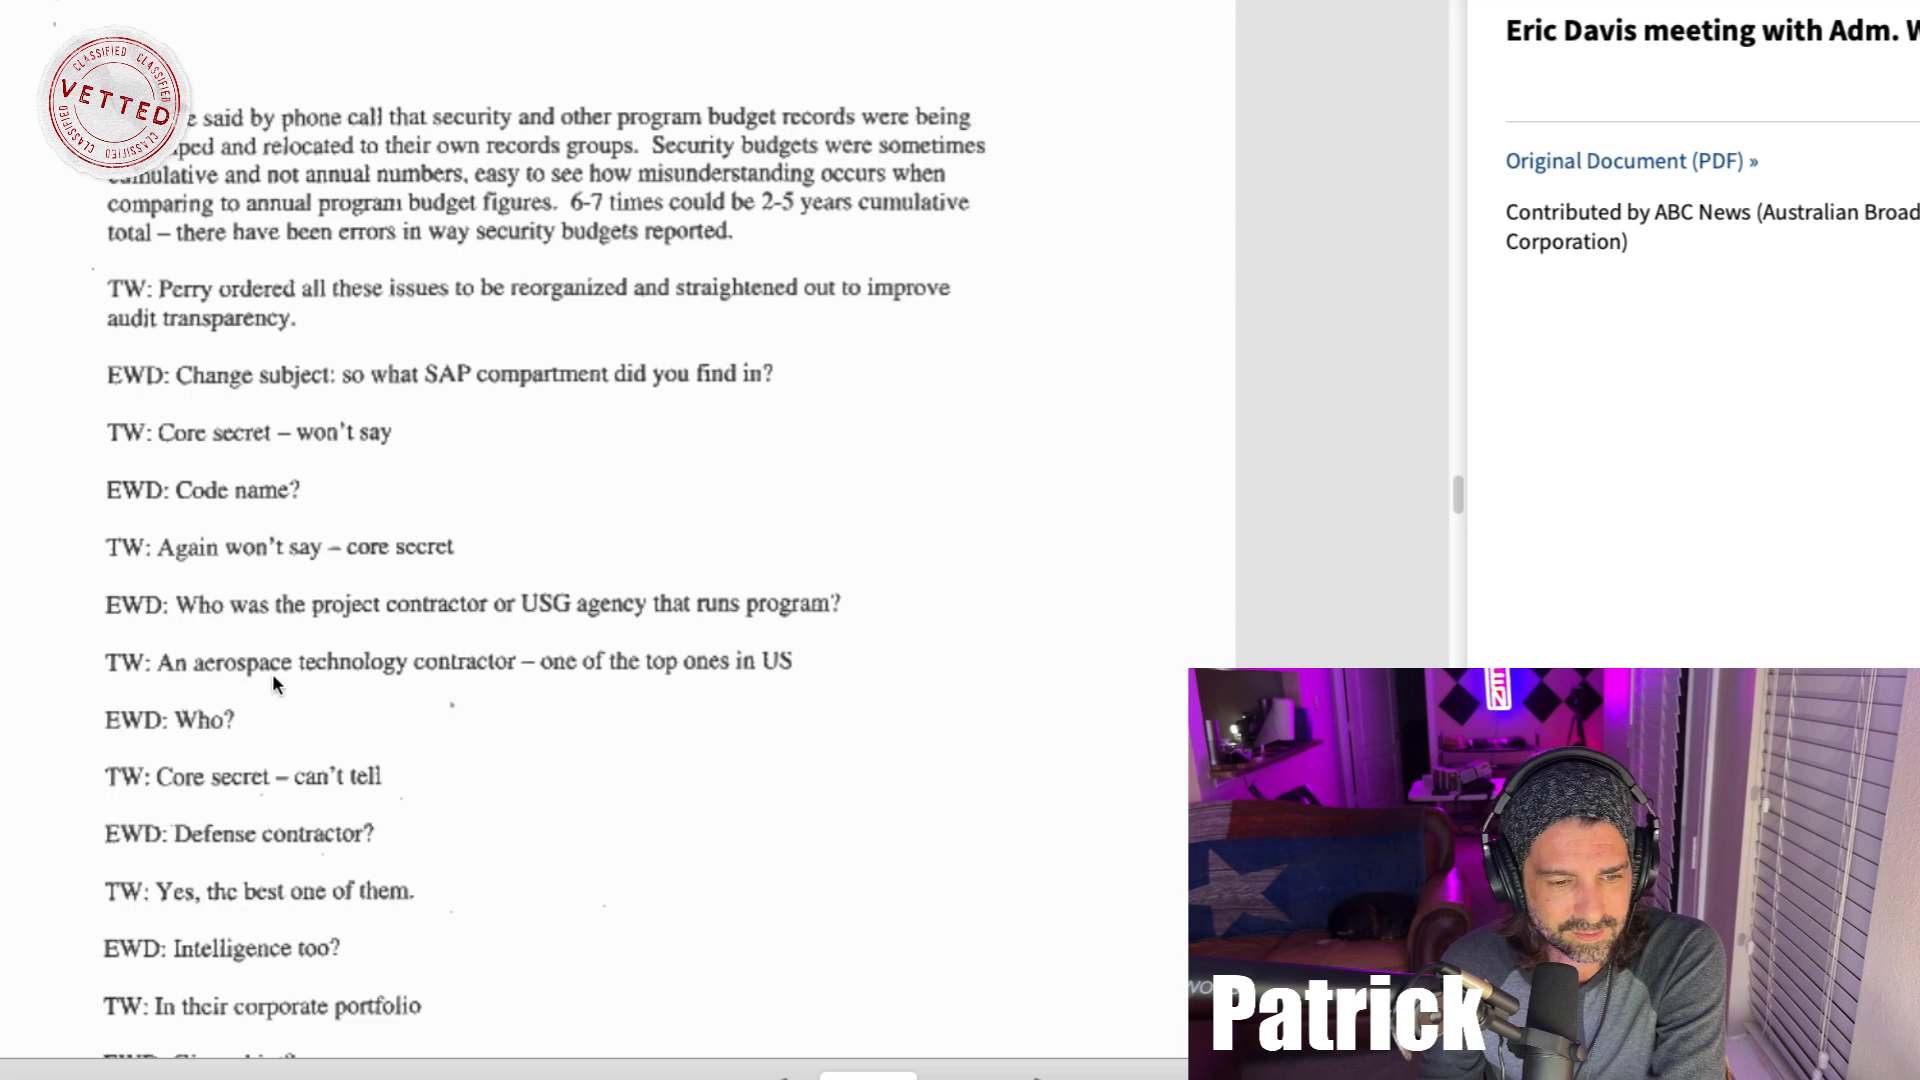 CLASSIFIED CLASSIFIED
VETTED
CLASSIFIED CLASSIFIED
said by phone call that security and other program budget records were being
and relocated to their own records groups. Security budgets were sometimes
cumulative and not annual numbers, easy to see how misunderstanding occurs when
comparing to annual program budget figures. 6-7 times could be 2-5 years cumulative
total – there have been errors in way security budgets reported.
TW: Perry ordered all these issues to be reorganized and straightened out to improve
audit transparency.
EWD: Change subject: so what SAP compartment did you find in?
TW: Core secret – won't say
EWD: Code name?
TW: Again won't say – core secret
EWD: Who was the project contractor or USG agency that runs program?
TW: An aerospace technology contractor – one of the top ones in US
EWD: Who?
TW: Core secret – can't tell
EWD: Defense contractor?
TW: Yes, the best one of them.
EWD: Intelligence too?
TW: In their corporate portfolio
Eric Davis meeting with Adm.
Original Document (PDF) »
Contributed by ABC News (Australian Broad
Corporation)
Patrick